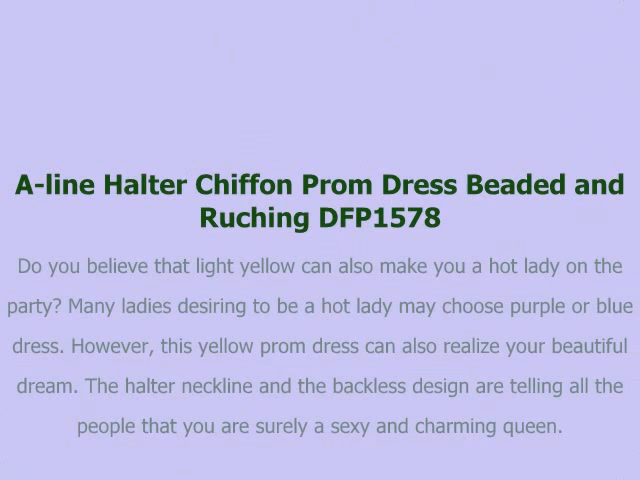 A-line Halter Chiffon Prom Dress Beaded and
Ruching DFP1578
Do you believe that light yellow can also make you a hot lady on the
party? Many ladies desiring to be a hot lady may choose purple or blue
dress. However, this yellow prom dress can also realize your beautiful
dream. The halter neckline and the backless design are telling all the
people that you are surely a sexy and charming queen.